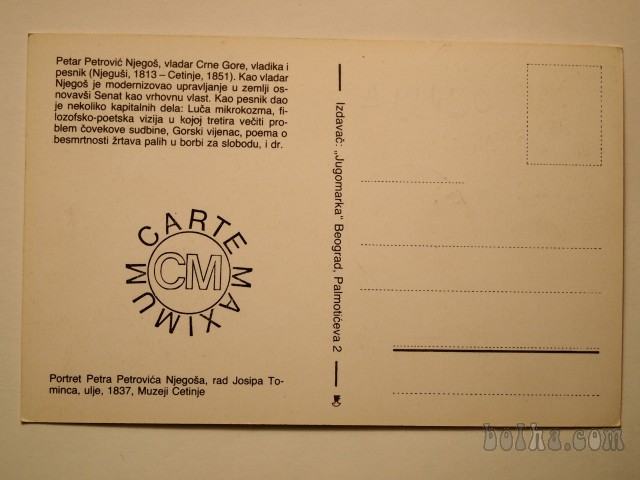 Petar Petrović Njegoš, vladar Crne Gore, vladika i
pesnik (Njeguši, 1813 – Cetinje, 1851). Kao vladar
Njegoš je modernizovao upravljanje u zemlji os-
novavši Senat kao vrhovnu vlast. Kao pesnik dao
je nekoliko kapitalnih dela: Luča mikrokozma, fi-
lozofsko-poetska vizija u kojoj tretira večiti pro-
blem čovekove sudbine, Gorski vijenac, poema o
besmrtnosti žrtava palih u borbi za slobodu, i dr.
CARTE MAXIMUM
CM
Portret Petra Petrovića Njegoša, rad Josipa To-
minca, ulje, 1837, Muzeji Cetinje
Izdavač: „Jugomarka“ Beograd, Palmotićeva 2
bolha.com